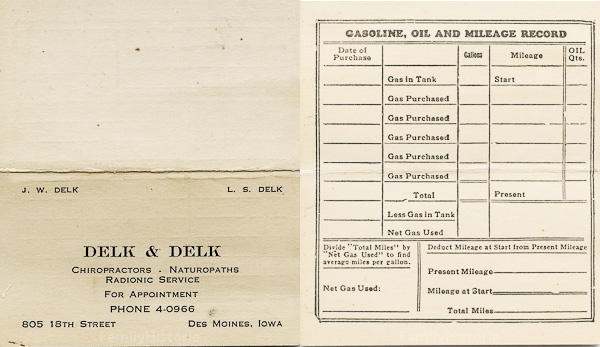 J. W. DELK
L. S. DELK
DELK & DELK
CHIROPRACTORS - NATUROPATHS
RADIONIC SERVICE
FOR APPOINTMENT
PHONE 4-0966
805 18TH STREET
DES MOINES, IOWA
GASOLINE, OIL AND MILEAGE RECORD
Date of
Purchase
Gallons
Mileage
OIL
Qts.
Gas in Tank
Start
Gas Purchased
Gas Purchased
Gas Purchased
Gas Purchased
Gas Purchased
Total
Present
Less Gas in Tank
Net Gas Used
Divide "Total Miles" by
"Net Gas Used" to find
average miles per gallon.
Net Gas Used:
Deduct Mileage at Start from Present Mileage
Present Mileage
Mileage at Start
Total Miles